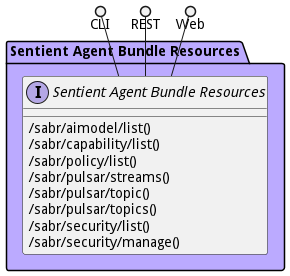 CLI REST Web
Sentient Agent Bundle Resources
I Sentient Agent Bundle Resources
/sabr/aimodel/list()
/sabr/capability/list()
/sabr/policy/list()
/sabr/pulsar/streams()
/sabr/pulsar/topic()
/sabr/pulsar/topics()
/sabr/security/list()
/sabr/security/manage()